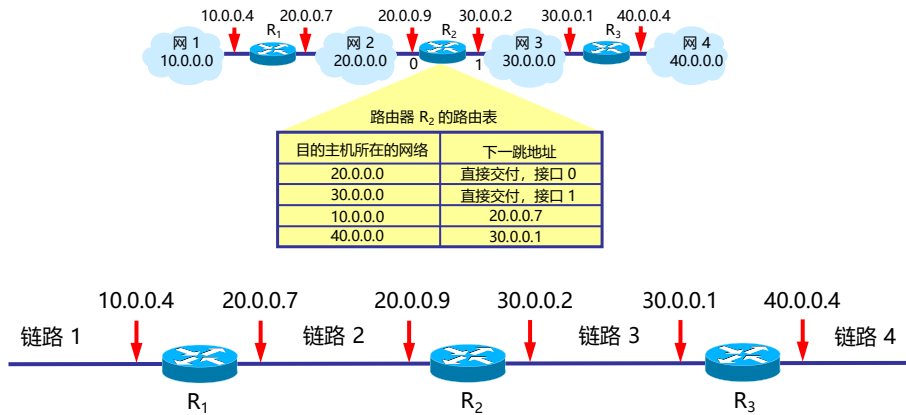 10.0.0.4 20.0.0.7 20.0.0.9 30.0.0.2 30.0.0.1 40.0.0.4
R1 R2 R3
网 1 网 2 网 3 网 4
10.0.0.0 20.0.0.0 0 1 30.0.0.0 40.0.0.0
路由器 R2 的路由表
目的主机所在的网络 下一跳地址
20.0.0.0 直接交付，接口 0
30.0.0.0 直接交付，接口 1
10.0.0.0 20.0.0.7
40.0.0.0 30.0.0.1
10.0.0.4 20.0.0.7 20.0.0.9 30.0.0.2 30.0.0.1 40.0.0.4
链路 1 链路 2 链路 3 链路 4
R1 R2 R3